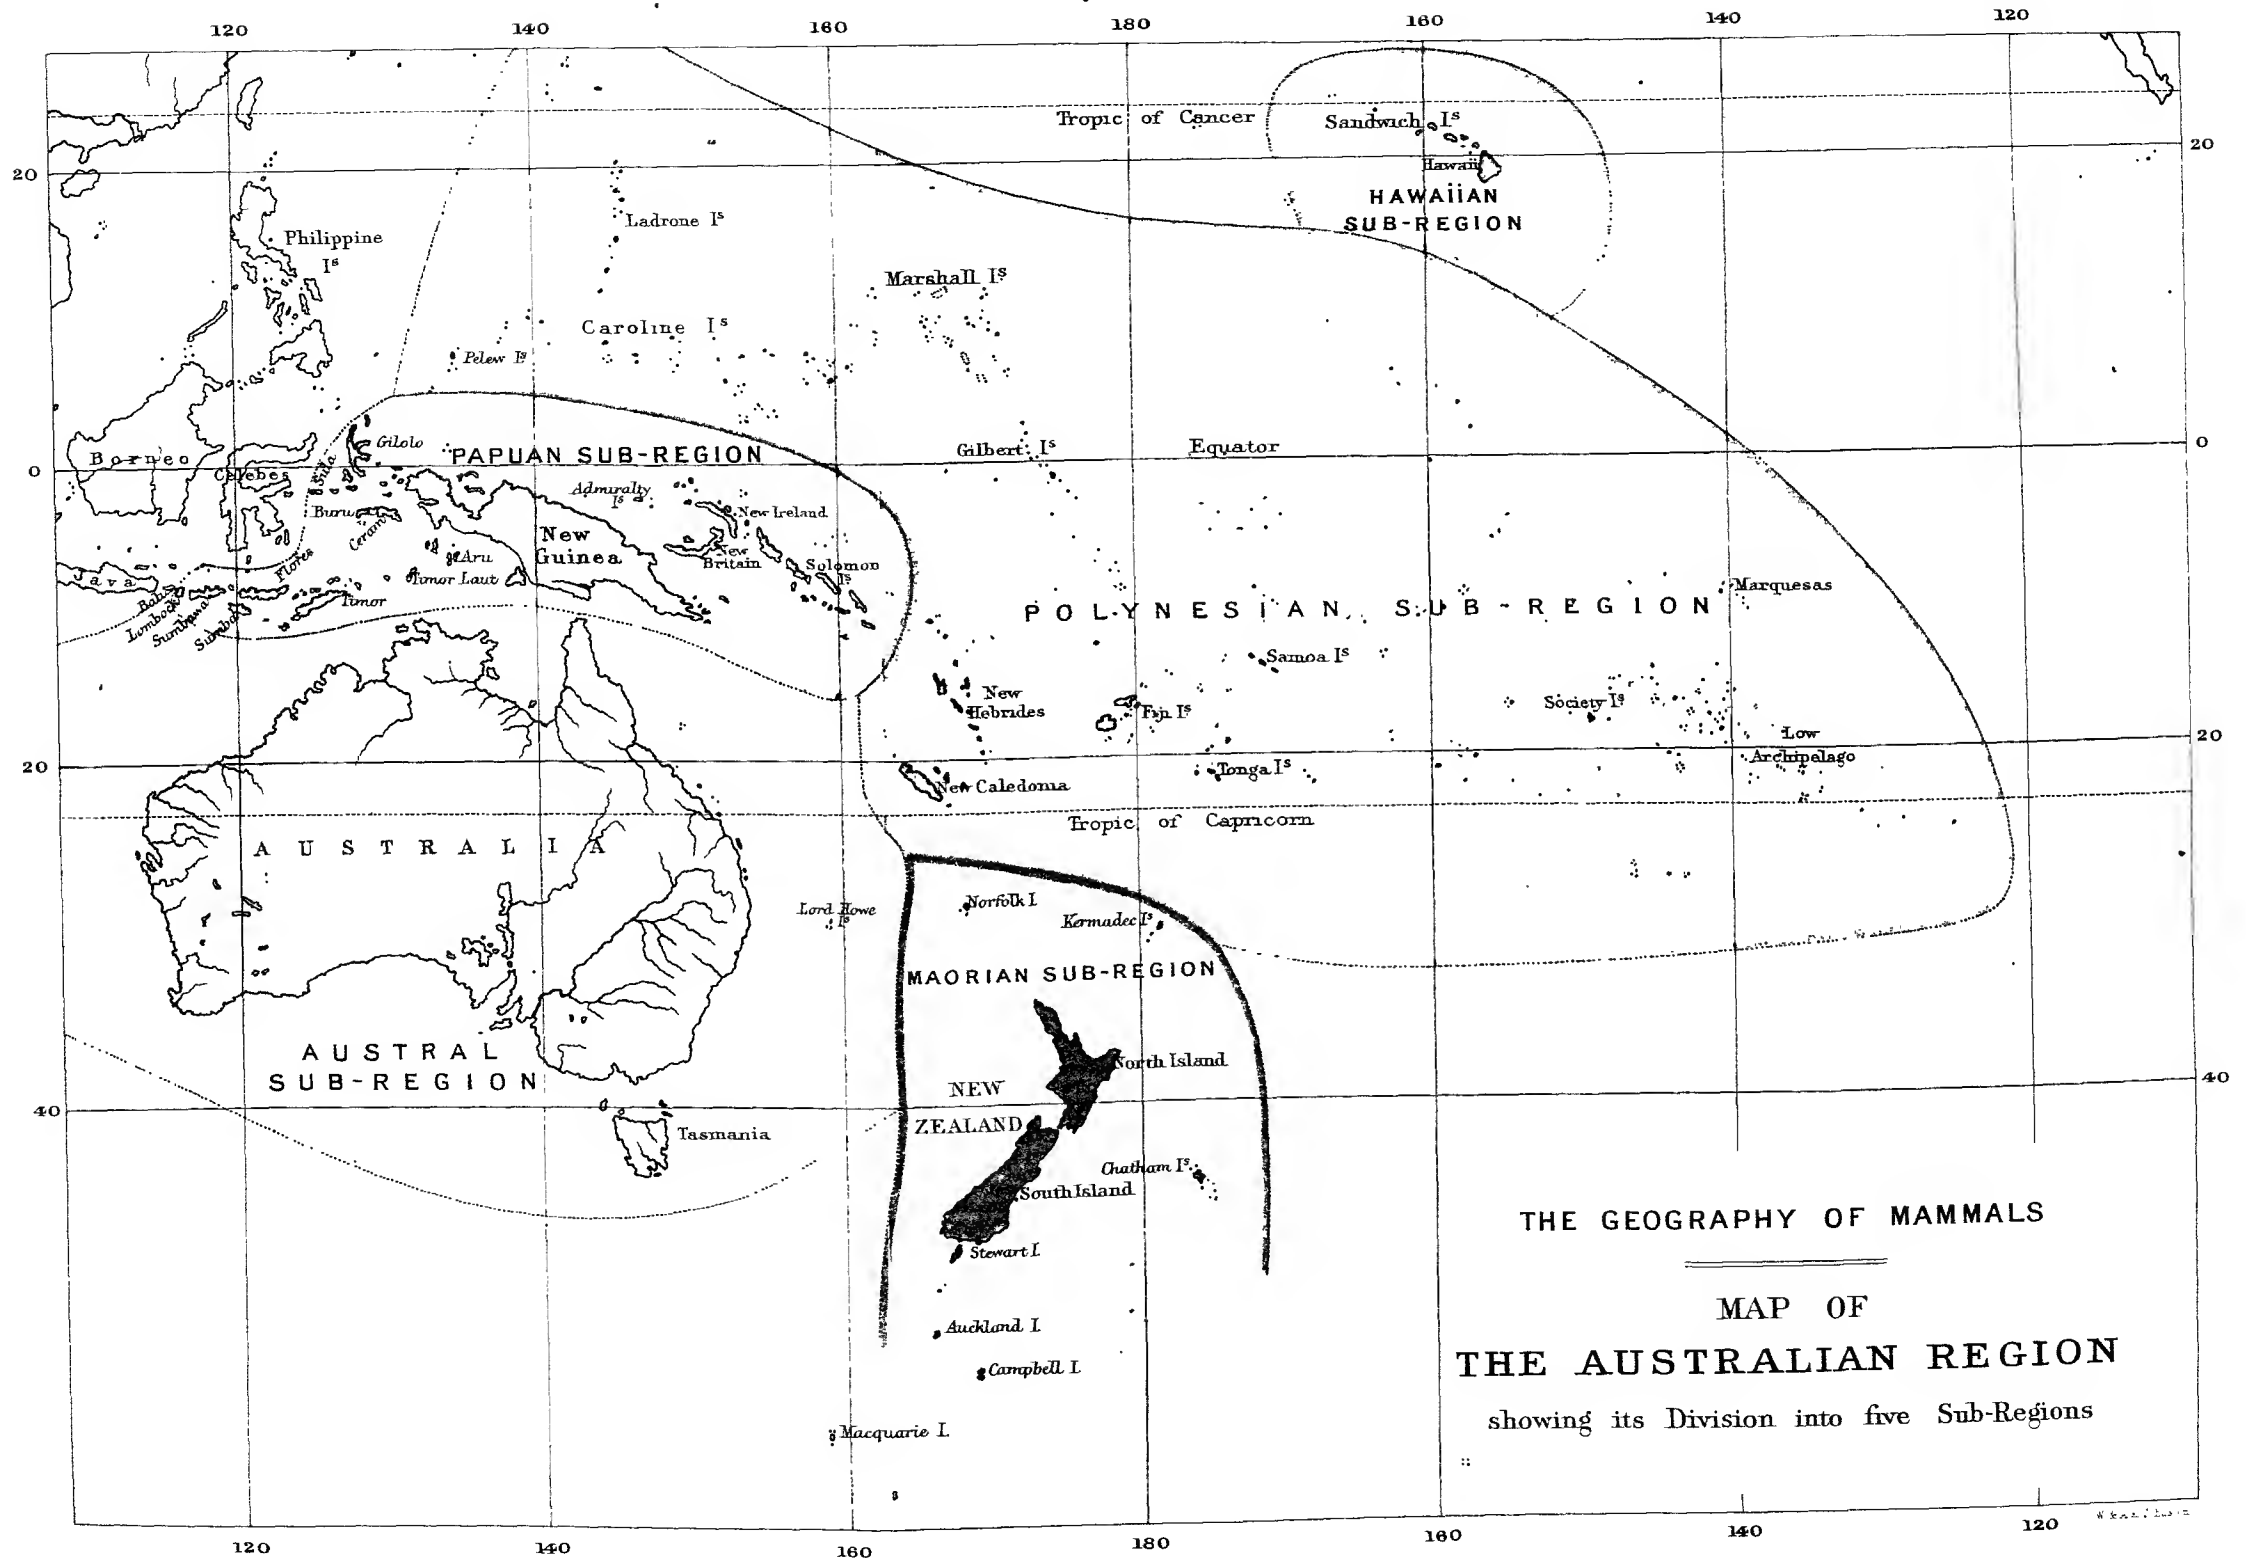 120 140 160 180 160 140 120
Tropic of Cancer
Sandwich Is
20 20
Hawaii
HAWAIIAN
SUB-REGION
Ladrone Is
Philippine
Is
Marshall Is
Caroline Is
Pelew Is
Gilolo
PAPUAN SUB-REGION
Gilbert Is
Equator
0 0
Borneo
Celebes
Sula
Admiralty
Is
Buru
Ceram
New Ireland
New
Guinea
New
Britain
Solomon
Is
Aru
Flores
Timor Laut
Java
Bali
Lombock
Sumbawa
Sumba
Timor
Marquesas
POLYNESIAN SUB-REGION
Samoa Is
New
Hebrides
Fiji Is
Society Is
Low
Archipelago
20 20
Tonga Is
New Caledonia
Tropic of Capricorn
AUSTRALIA
Lord Howe
Is
Norfolk I.
Kermadec Is
MAORIAN SUB-REGION
AUSTRAL
SUB-REGION
North Island
NEW
ZEALAND
40 40
Tasmania
Chatham Is
South Island
Stewart I.
Auckland I.
Campbell I.
Macquarie I.
THE GEOGRAPHY OF MAMMALS
MAP OF
THE AUSTRALIAN REGION
showing its Division into five Sub-Regions
120 140 160 180 160 140 120